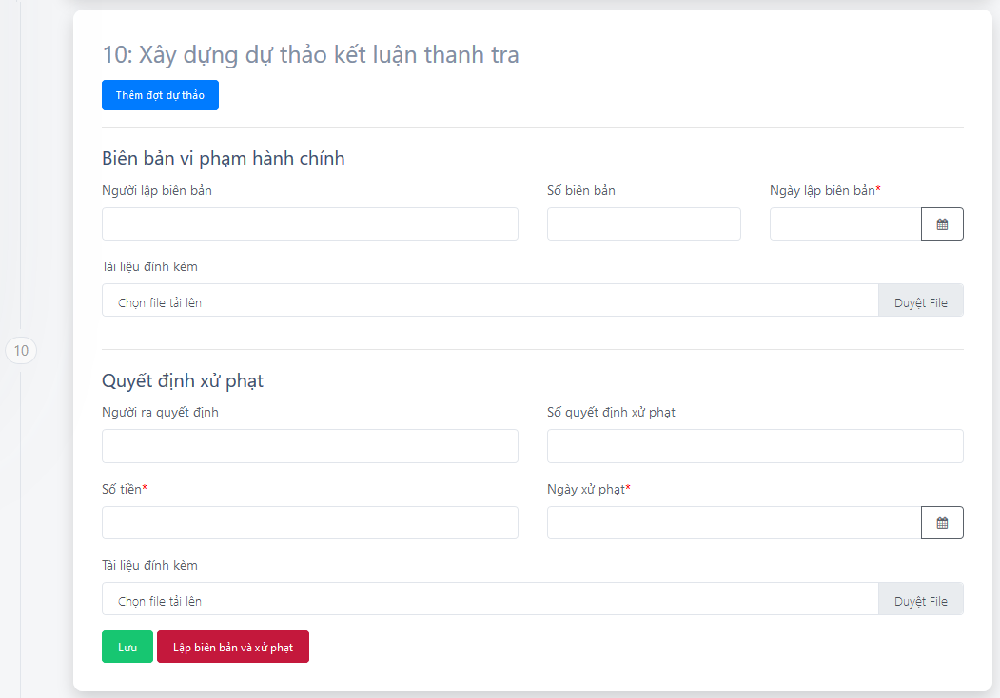 10: Xây dựng dự thảo kết luận thanh tra
Thêm đợt dự thảo
Biên bản vi phạm hành chính
Người lập biên bản
Số biên bản
Ngày lập biên bản*
Tài liệu đính kèm
Chọn file tải lên
Duyệt File
10
Quyết định xử phạt
Người ra quyết định
Số quyết định xử phạt
Số tiền*
Ngày xử phạt*
Tài liệu đính kèm
Chọn file tải lên
Duyệt File
Lưu
Lập biên bản và xử phạt